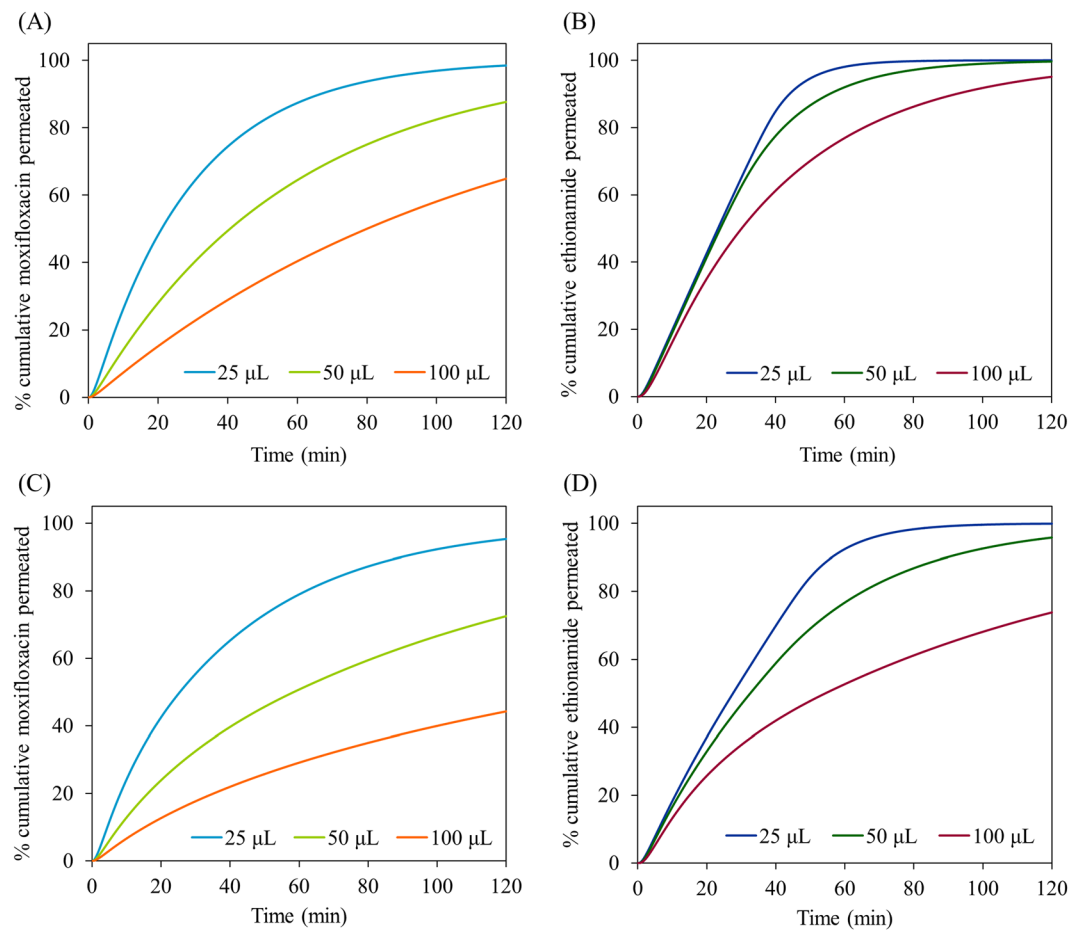 (A)
% cumulative moxifloxacin permeated
100
80
60
40
20
0
25 μL 50 μL 100 μL
0 20 40 60 80 100 120
Time (min)
(B)
% cumulative ethionamide permeated
100
80
60
40
20
0
25 μL 50 μL 100 μL
0 20 40 60 80 100 120
Time (min)
(C)
% cumulative moxifloxacin permeated
100
80
60
40
20
0
25 μL 50 μL 100 μL
0 20 40 60 80 100 120
Time (min)
(D)
% cumulative ethionamide permeated
100
80
60
40
20
0
25 μL 50 μL 100 μL
0 20 40 60 80 100 120
Time (min)